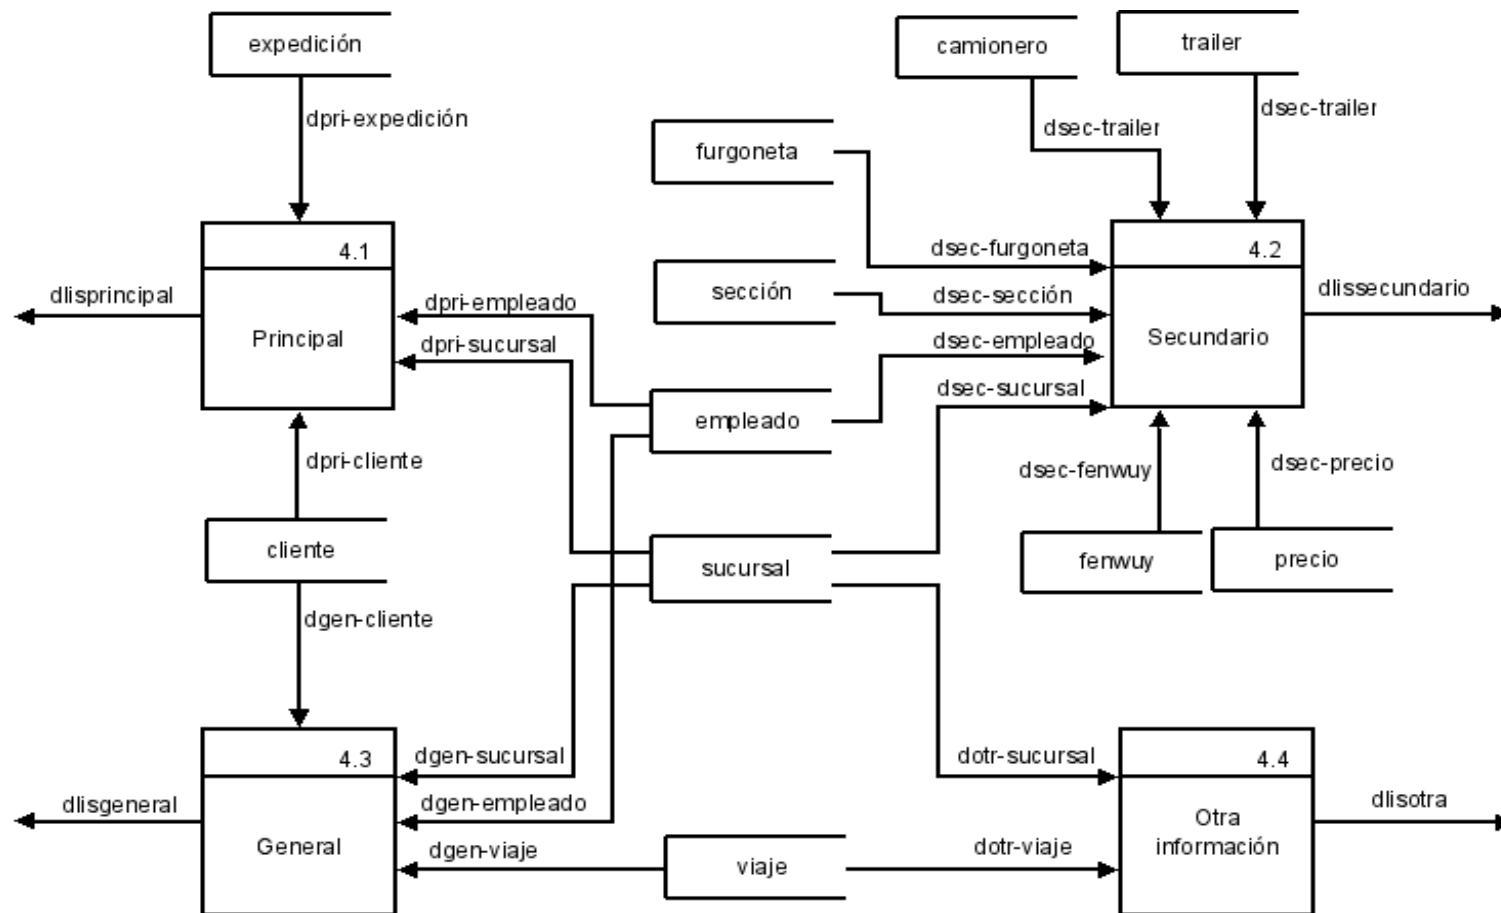 expedición
camionero
trailer
dpri-expedición
dsec-trailer
dsec-trailer
furgoneta
4.1
dsec-furgoneta
4.2
dlisprincipal
dpri-empleado
sección
dsec-sección
dlissecundario
Principal
dpri-sucursal
dsec-empleado
Secundario
dsec-sucursal
empleado
dpri-cliente
dsec-fenwuy
dsec-precio
cliente
sucursal
fenwuy
precio
dgen-cliente
4.3
dgen-sucursal
dotr-sucursal
4.4
dlisgeneral
dgen-empleado
dlisotra
General
dgen-viaje
viaje
dotr-viaje
Otra
información